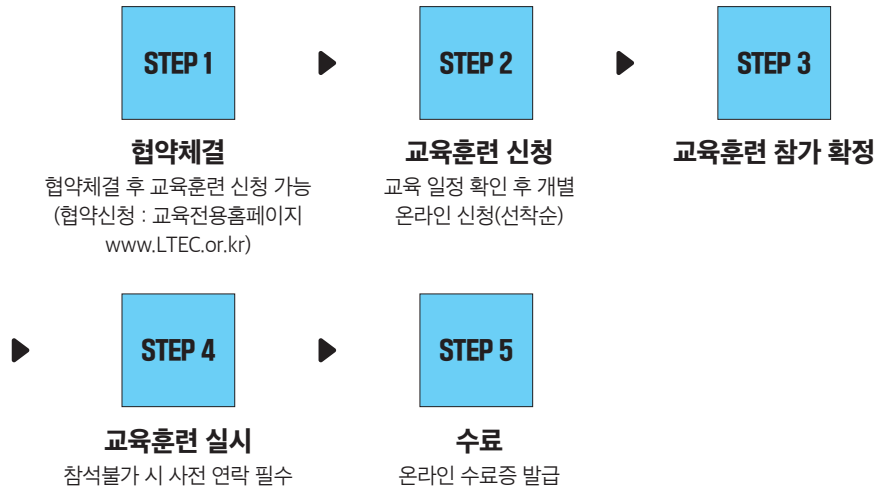 STEP 1
협약체결
협약체결 후 교육훈련 신청 가능
(협약신청 : 교육전용홈페이지
www.LTEC.or.kr)
STEP 2
교육훈련 신청
교육 일정 확인 후 개별
온라인 신청(선착순)
STEP 3
교육훈련 참가 확정
STEP 4
교육훈련 실시
참석불가 시 사전 연락 필수
STEP 5
수료
온라인 수료증 발급